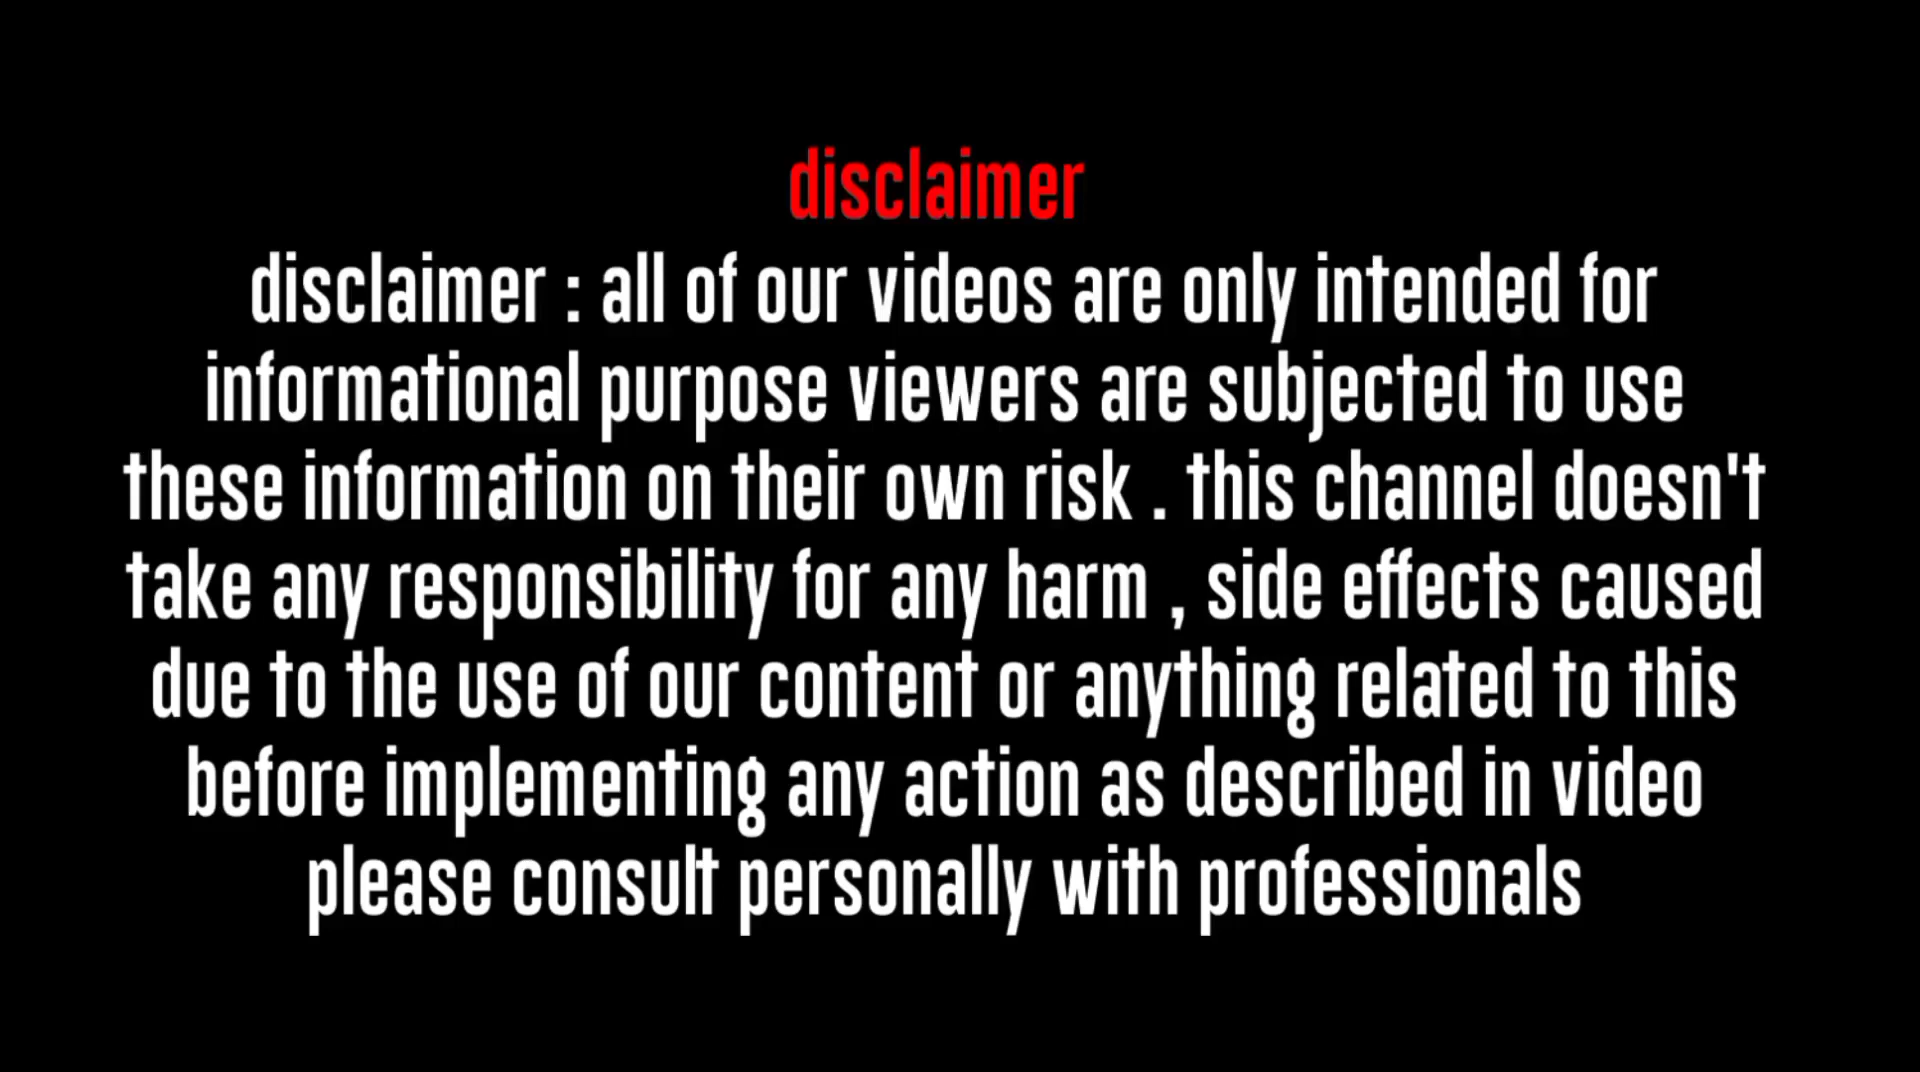 disclaimer
disclaimer : all of our videos are only intended for
informational purpose viewers are subjected to use
these information on their own risk . this channel doesn't
take any responsibility for any harm , side effects caused
due to the use of our content or anything related to this
before implementing any action as described in video
please consult personally with professionals